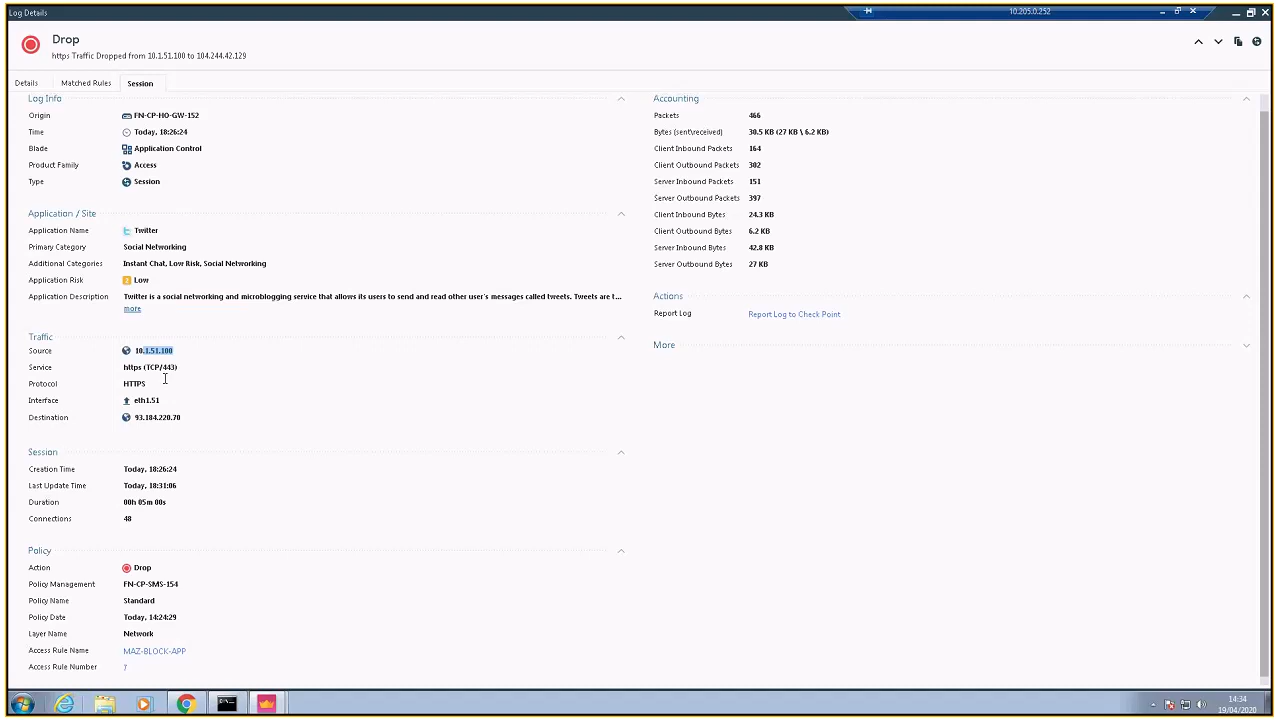 Log Details
10.205.0.252
Drop
https Traffic Dropped from 10.1.51.100 to 104.244.42.129
Details Matched Rules Session
Log Info
Origin FN-CP-HO-GW-152
Time Today, 18:26:24
Blade Application Control
Product Family Access
Type Session
Application / Site
Application Name Twitter
Primary Category Social Networking
Additional Categories Instant Chat, Low Risk, Social Networking
Application Risk Low
Application Description Twitter is a social networking and microblogging service that allows its users to send and read other user's messages called tweets. Tweets are t...
more
Traffic
Source 10.1.51.100
Service https (TCP/443)
Protocol HTTPS
Interface eth1.51
Destination 93.184.220.70
Session
Creation Time Today, 18:26:24
Last Update Time Today, 18:31:06
Duration 00h 05m 00s
Connections 48
Policy
Action Drop
Policy Management FN-CP-SMS-154
Policy Name Standard
Policy Date Today, 14:24:29
Layer Name Network
Access Rule Name MAZ-BLOCK-APP
Access Rule Number 7
Accounting
Packets 466
Bytes (sent\received) 30.5 KB (27 KB \ 6.2 KB)
Client Inbound Packets 164
Client Outbound Packets 302
Server Inbound Packets 151
Server Outbound Packets 397
Client Inbound Bytes 24.3 KB
Client Outbound Bytes 6.2 KB
Server Inbound Bytes 42.8 KB
Server Outbound Bytes 27 KB
Actions
Report Log Report Log to Check Point
More
14:34
19/04/2020